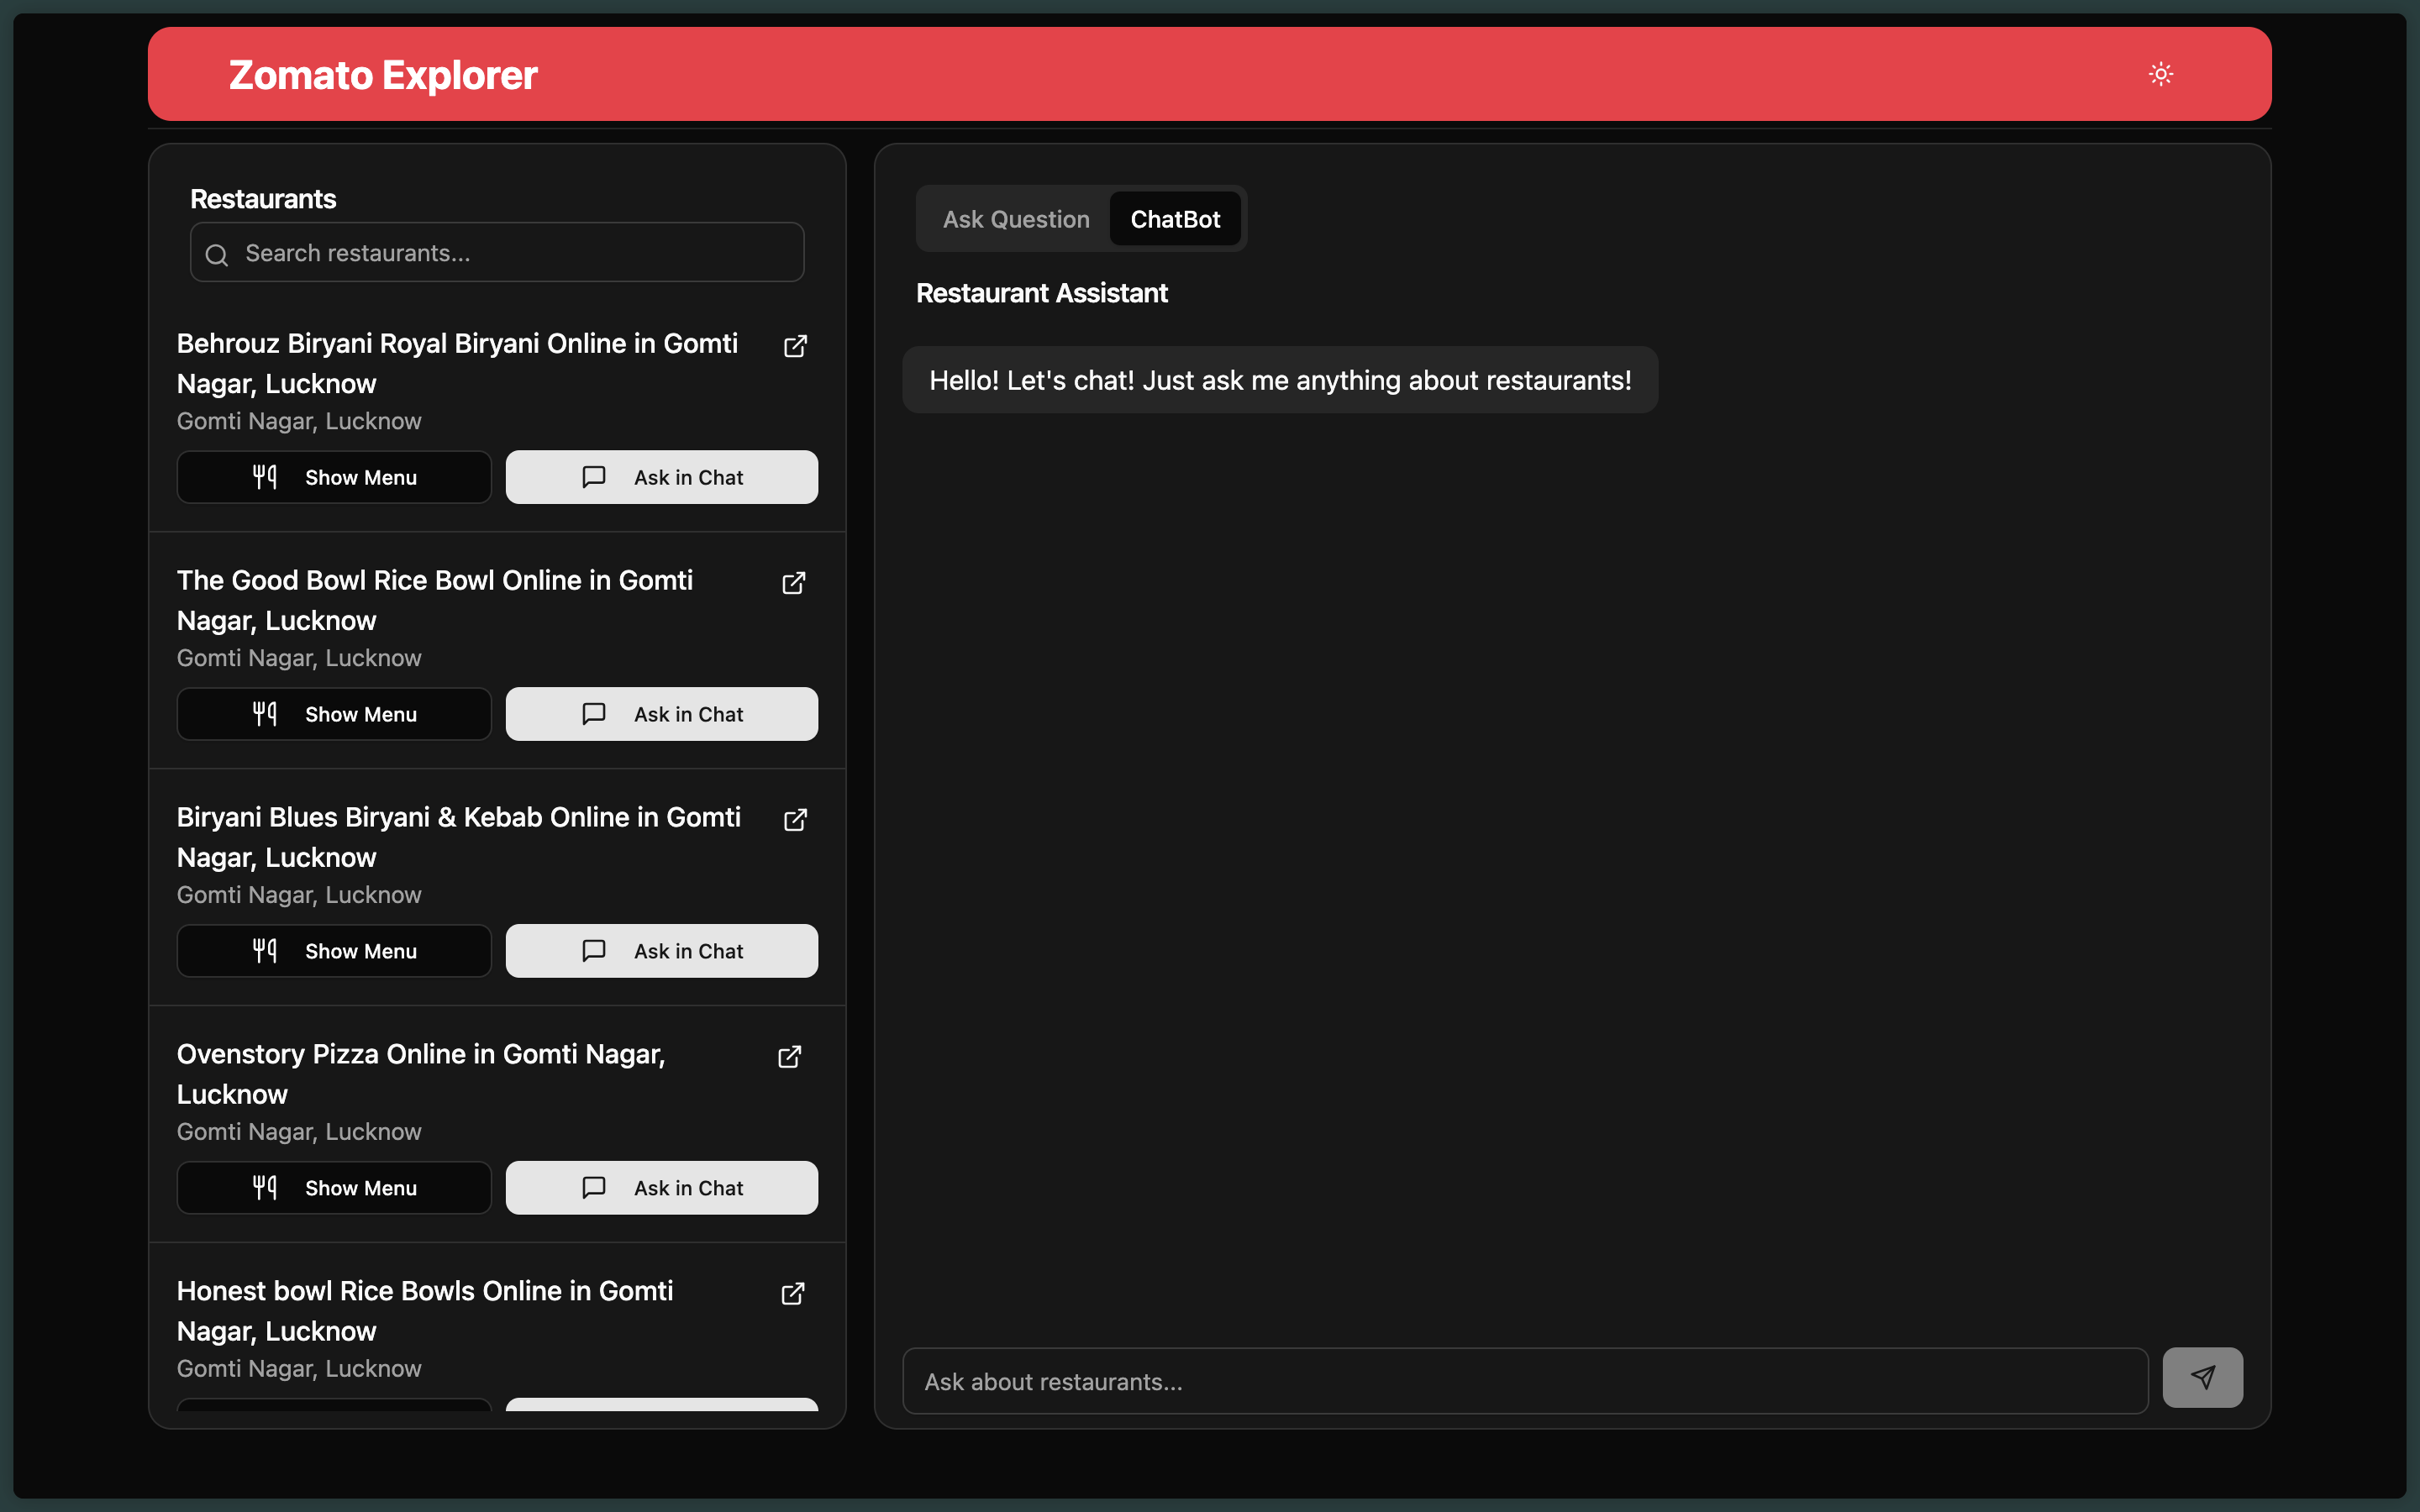 Zomato Explorer
Restaurants
Search restaurants...
Behrouz Biryani Royal Biryani Online in Gomti
Nagar, Lucknow
Gomti Nagar, Lucknow
Show Menu
Ask in Chat
The Good Bowl Rice Bowl Online in Gomti
Nagar, Lucknow
Gomti Nagar, Lucknow
Show Menu
Ask in Chat
Biryani Blues Biryani & Kebab Online in Gomti
Nagar, Lucknow
Gomti Nagar, Lucknow
Show Menu
Ask in Chat
Ovenstory Pizza Online in Gomti Nagar,
Lucknow
Gomti Nagar, Lucknow
Show Menu
Ask in Chat
Honest bowl Rice Bowls Online in Gomti
Nagar, Lucknow
Gomti Nagar, Lucknow
Ask Question
ChatBot
Restaurant Assistant
Hello! Let's chat! Just ask me anything about restaurants!
Ask about restaurants...